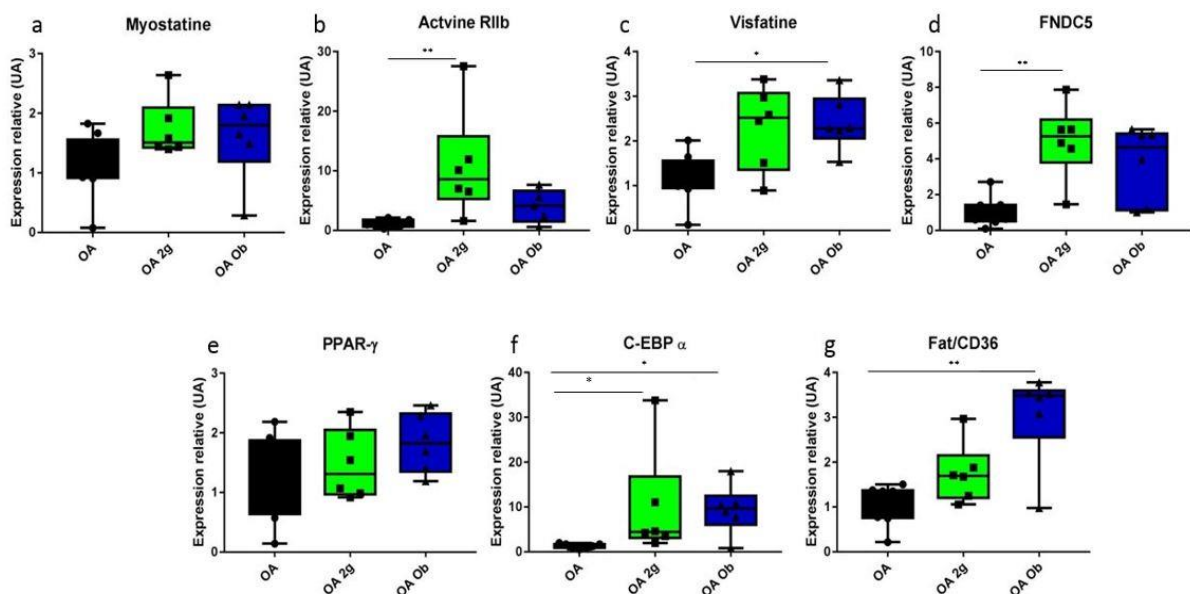 a Myostatine
Expression relative (UA)
3
2
1
0
OA
OA 2g
OA Ob
b Actvine RIIb
**
Expression relative (UA)
30
20
10
0
OA
OA 2g
OA Ob
c Visfatine
*
Expression relative (UA)
4
3
2
1
0
OA
OA 2g
OA Ob
d FNDC5
**
Expression relative (UA)
10
8
6
4
2
0
OA
OA 2g
OA Ob
e PPAR-γ
Expression relative (UA)
3
2
1
0
OA
OA 2g
OA Ob
f C-EBP α
*
*
Expression relative (UA)
40
30
20
10
0
OA
OA 2g
OA Ob
g Fat/CD36
**
Expression relative (UA)
4
3
2
1
0
OA
OA 2g
OA Ob